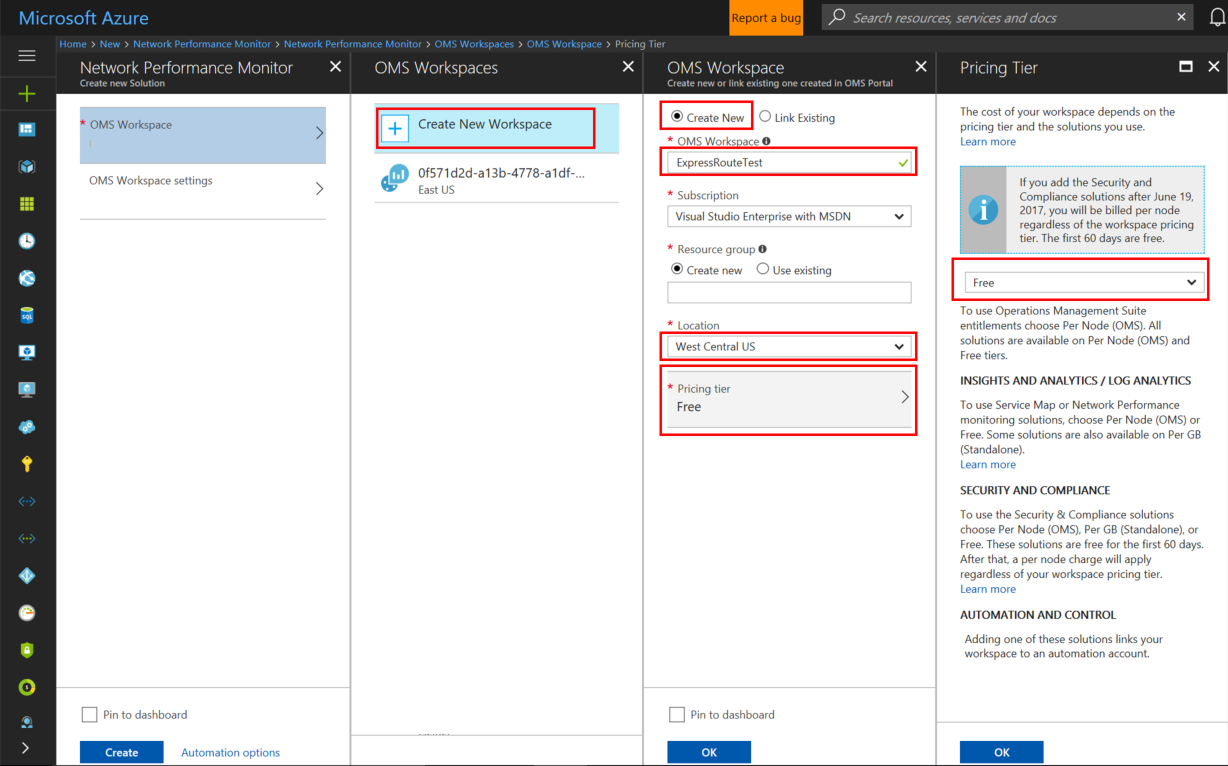 Microsoft Azure
Report a bug
Search resources, services and docs
Home > New > Network Performance Monitor > Network Performance Monitor > OMS Workspaces > OMS Workspace > Pricing Tier
Network Performance Monitor
Create new Solution
* OMS Workspace
OMS Workspace settings
Pin to dashboard
Create
Automation options
OMS Workspaces
Create New Workspace
0f571d2d-a13b-4778-a1df-...
East US
OMS Workspace
Create new or link existing one created in OMS Portal
Create New
Link Existing
* OMS Workspace
ExpressRouteTest
* Subscription
Visual Studio Enterprise with MSDN
* Resource group
Create new
Use existing
* Location
West Central US
* Pricing tier
Free
Pin to dashboard
OK
Pricing Tier
The cost of your workspace depends on the
pricing tier and the solutions you use.
Learn more
If you add the Security and
Compliance solutions after June 19,
2017, you will be billed per node
regardless of the workspace pricing
tier. The first 60 days are free.
Free
To use Operations Management Suite
entitlements choose Per Node (OMS). All
solutions are available on Per Node (OMS) and
Free tiers.
INSIGHTS AND ANALYTICS / LOG ANALYTICS
To use Service Map or Network Performance
monitoring solutions, choose Per Node (OMS) or
Free. Some solutions are also available on Per GB
(Standalone).
Learn more
SECURITY AND COMPLIANCE
To use the Security & Compliance solutions
choose Per Node (OMS), Per GB (Standalone), or
Free. These solutions are free for the first 60 days.
After that, a per node charge will apply
regardless of your workspace pricing tier.
Learn more
AUTOMATION AND CONTROL
Adding one of these solutions links your
workspace to an automation account.
OK